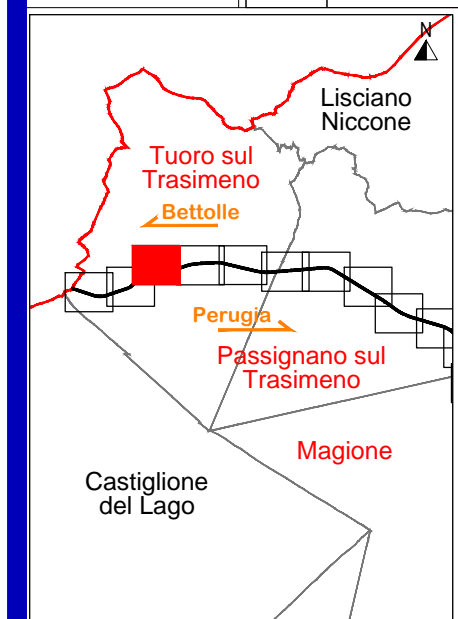 N
Lisciano
Niccone
Tuoro sul
Trasimeno
Bettolle
Perugia
Passignano sul
Trasimeno
Magione
Castiglione
del Lago